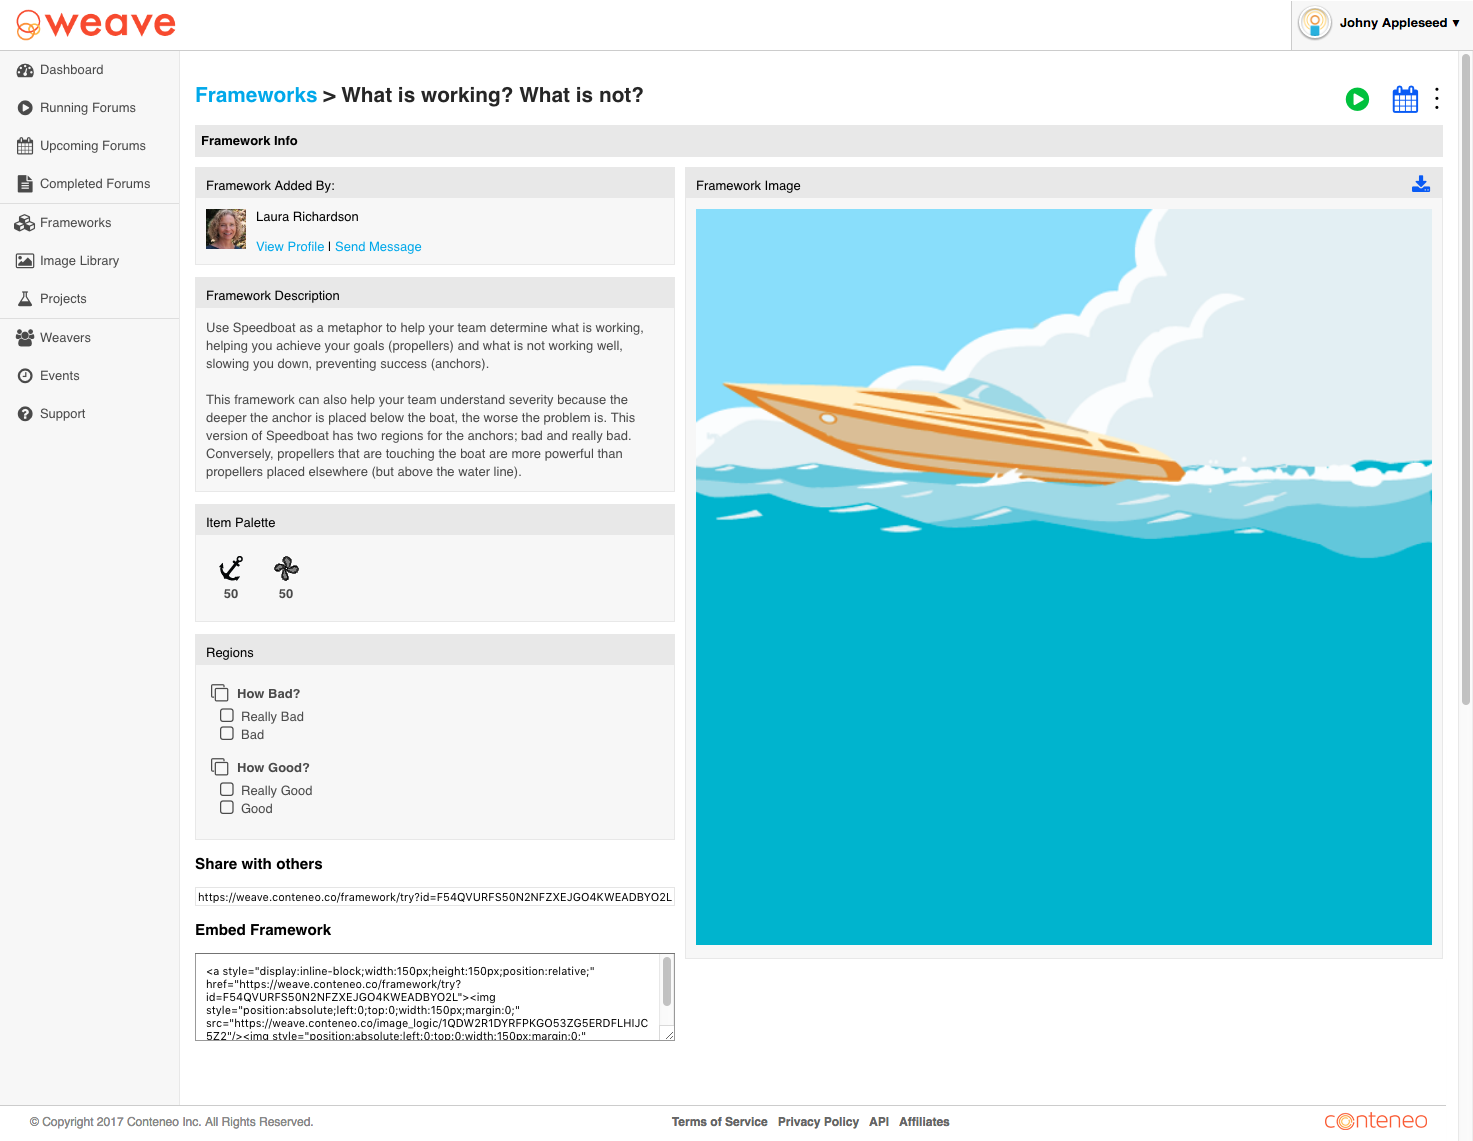 weave
Johny Appleseed ▼
Dashboard
Running Forums
Upcoming Forums
Completed Forums
Frameworks
Image Library
Projects
Weavers
Events
Support
Frameworks > What is working? What is not?
Framework Info
Framework Added By:
Laura Richardson
View Profile | Send Message
Framework Description
Use Speedboat as a metaphor to help your team determine what is working,
helping you achieve your goals (propellers) and what is not working well,
slowing you down, preventing success (anchors).
This framework can also help your team understand severity because the
deeper the anchor is placed below the boat, the worse the problem is. This
version of Speedboat has two regions for the anchors; bad and really bad.
Conversely, propellers that are touching the boat are more powerful than
propellers placed elsewhere (but above the water line).
Item Palette
50 50
Regions
How Bad?
Really Bad
Bad
How Good?
Really Good
Good
Share with others
https://weave.conteneo.co/framework/try?id=F54QVURFS50N2NFZXEJGO4KWEADBYO2L
Embed Framework
<a style="display:inline-block;width:150px;height:150px;position:relative;"
href="https://weave.conteneo.co/framework/try?
id=F54QVURFS50N2NFZXEJGO4KWEADBYO2L"><img
style="position:absolute;left:0;top:0;width:150px;margin:0;"
src="https://weave.conteneo.co/image_logic/1QDW2R1DYRFPKGO53ZG5ERDFLHIJC
5Z2"/><img style="position:absolute;left:0;top:0;width:150px;margin:0;"
Framework Image
© Copyright 2017 Conteneo Inc. All Rights Reserved.
Terms of Service Privacy Policy API Affiliates
conteneo